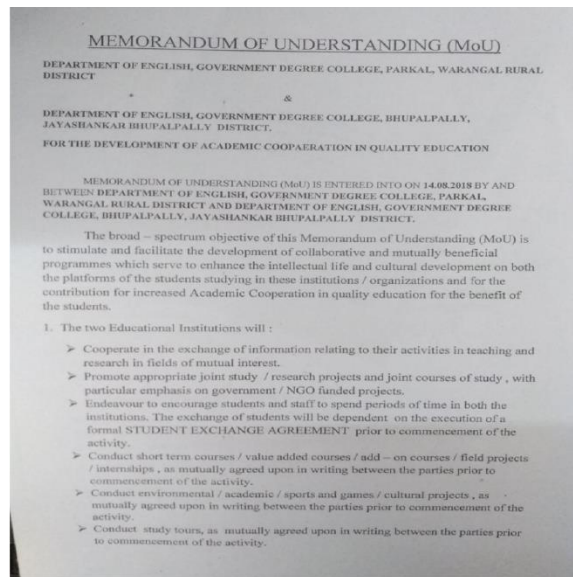 MEMORANDUM OF UNDERSTANDING (MoU)
DEPARTMENT OF ENGLISH, GOVERNMENT DEGREE COLLEGE, PARKAL, WARANGAL RURAL
DISTRICT
&
DEPARTMENT OF ENGLISH, GOVERNMENT DEGREE COLLEGE, BHUPALPALLY,
JAYASHANKAR BHUPALPALLY DISTRICT.
FOR THE DEVELOPMENT OF ACADEMIC COOPAERATION IN QUALITY EDUCATION
MEMORANDUM OF UNDERSTANDING (MoU) IS ENTERED INTO ON 14.08.2018 BY AND
BETWEEN DEPARTMENT OF ENGLISH, GOVERNMENT DEGREE COLLEGE, PARKAL,
WARANGAL RURAL DISTRICT AND DEPARTMENT OF ENGLISH, GOVERNMENT DEGREE
COLLEGE, BHUPALPALLY, JAYASHANKAR BHUPALPALLY DISTRICT.
The broad – spectrum objective of this Memorandum of Understanding (MoU) is
to stimulate and facilitate the development of collaborative and mutually beneficial
programmes which serve to enhance the intellectual life and cultural development on both
the platforms of the students studying in these institutions / organizations and for the
contribution for increased Academic Cooperation in quality education for the benefit of
the students.
1. The two Educational Institutions will :
➢ Cooperate in the exchange of information relating to their activities in teaching and
research in fields of mutual interest.
➢ Promote appropriate joint study / research projects and joint courses of study , with
particular emphasis on government / NGO funded projects.
➢ Endeavour to encourage students and staff to spend periods of time in both the
institutions. The exchange of students will be dependent on the execution of a
formal STUDENT EXCHANGE AGREEMENT prior to commencement of the
activity.
➢ Conduct short term courses / value added courses / add – on courses / field projects
/ internships , as mutually agreed upon in writing between the parties prior to
commencement of the activity.
➢ Conduct environmental / academic / sports and games / cultural projects , as
mutually agreed upon in writing between the parties prior to commencement of the
activity.
➢ Conduct study tours, as mutually agreed upon in writing between the parties prior
to commencement of the activity.